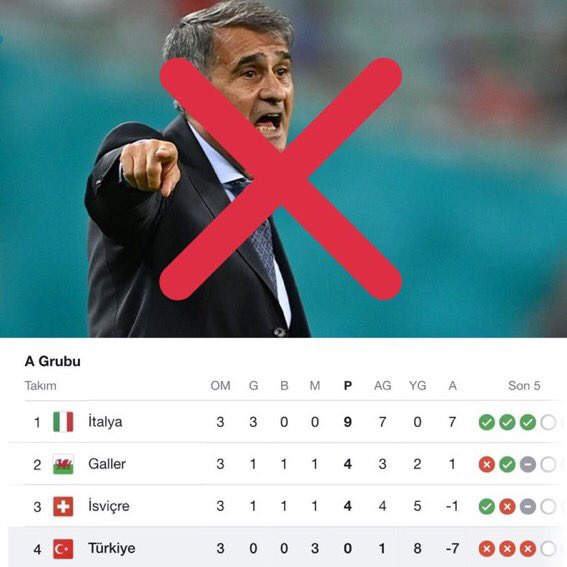 A Grubu
Takım OM G B M P AG YG A Son 5
1 İtalya 3 3 0 0 9 7 0 7
2 Galler 3 1 1 1 4 3 2 1
3 İsviçre 3 1 1 1 4 4 5 -1
4 Türkiye 3 0 0 3 0 1 8 -7